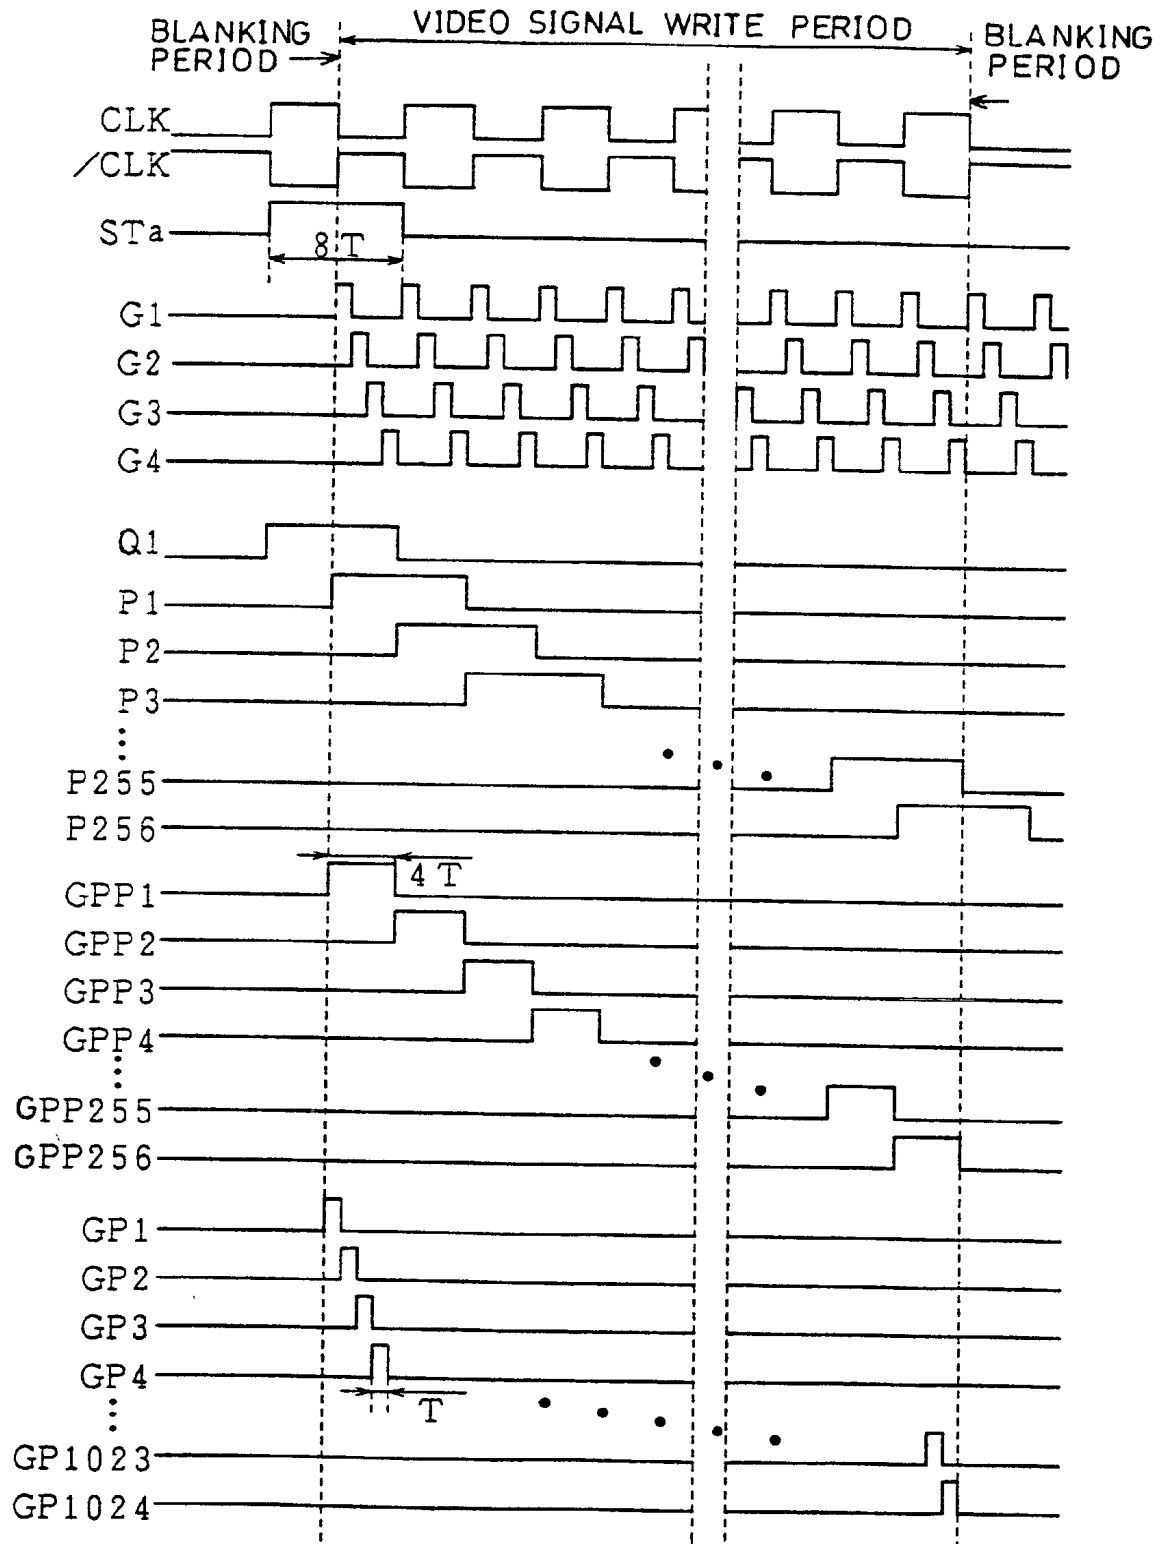 BLANKING PERIOD
VIDEO SIGNAL WRITE PERIOD
BLANKING PERIOD
CLK
/CLK
STa
8T
G1
G2
G3
G4
Q1
P1
P2
P3
P255
P256
4T
GPP1
GPP2
GPP3
GPP4
GPP255
GPP256
GP1
GP2
GP3
GP4
T
GP1023
GP1024